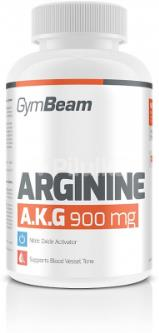 GymBeam
ARGININE
A.K.G 900 mg
Nitric Oxide Activator
Supports Blood Vessel Tone